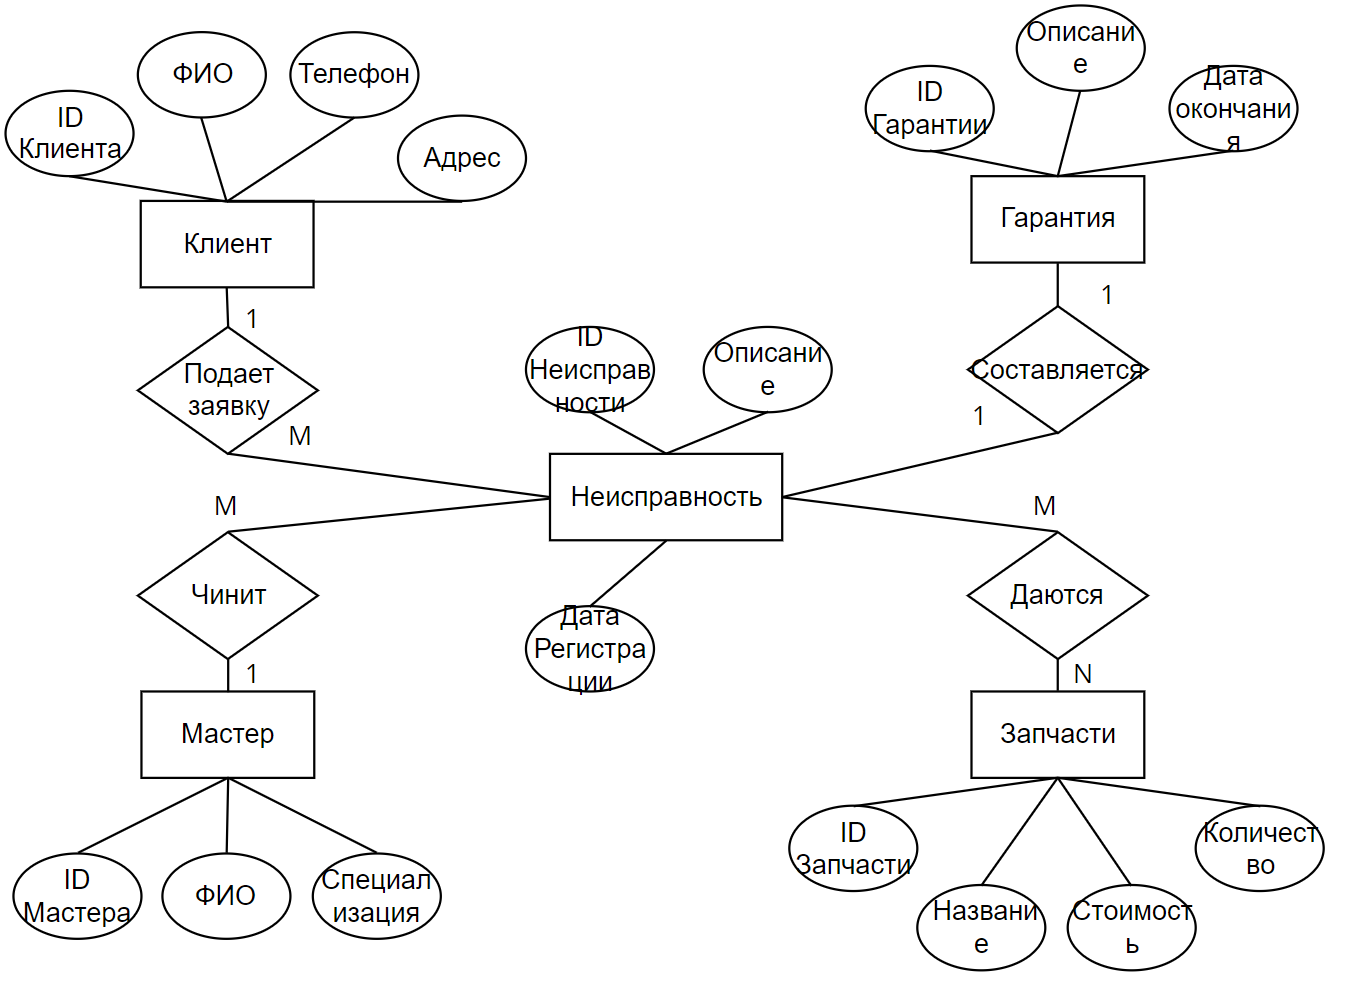 Описани
е
ФИО
Телефон
ID
Гарантии
Дата
окончани
я
ID
Клиента
Адрес
Клиент
Гарантия
1
1
Подает
заявку
M
ID
Неисправ
ности
Описани
е
Составляется
1
Неисправность
M
M
Чинит
Даются
1
N
Дата
Регистра
ции
Мастер
Запчасти
ID
Мастера
ФИО
Специал
изация
ID
Запчасти
Названи
е
Стоимост
ь
Количест
во